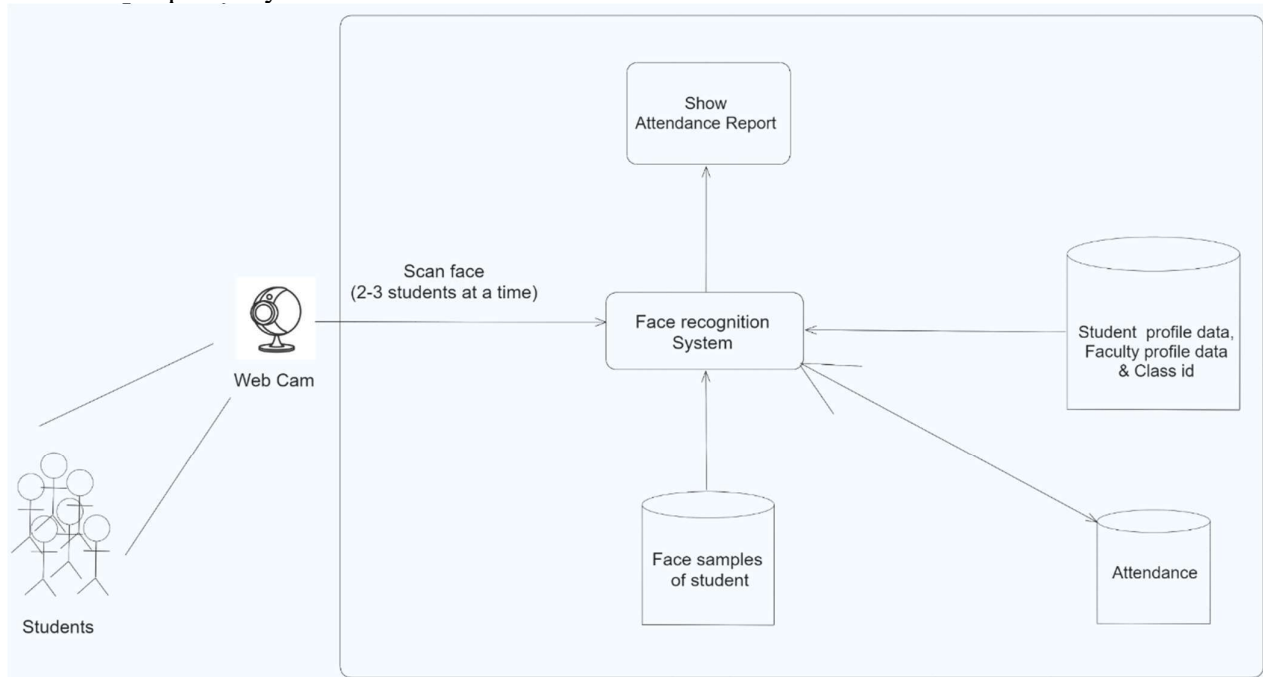 Show
Attendance Report
Scan face
(2-3 students at a time)
Web Cam
Face recognition
System
Student profile data,
Faculty profile data
& Class id
Face samples
of student
Attendance
Students